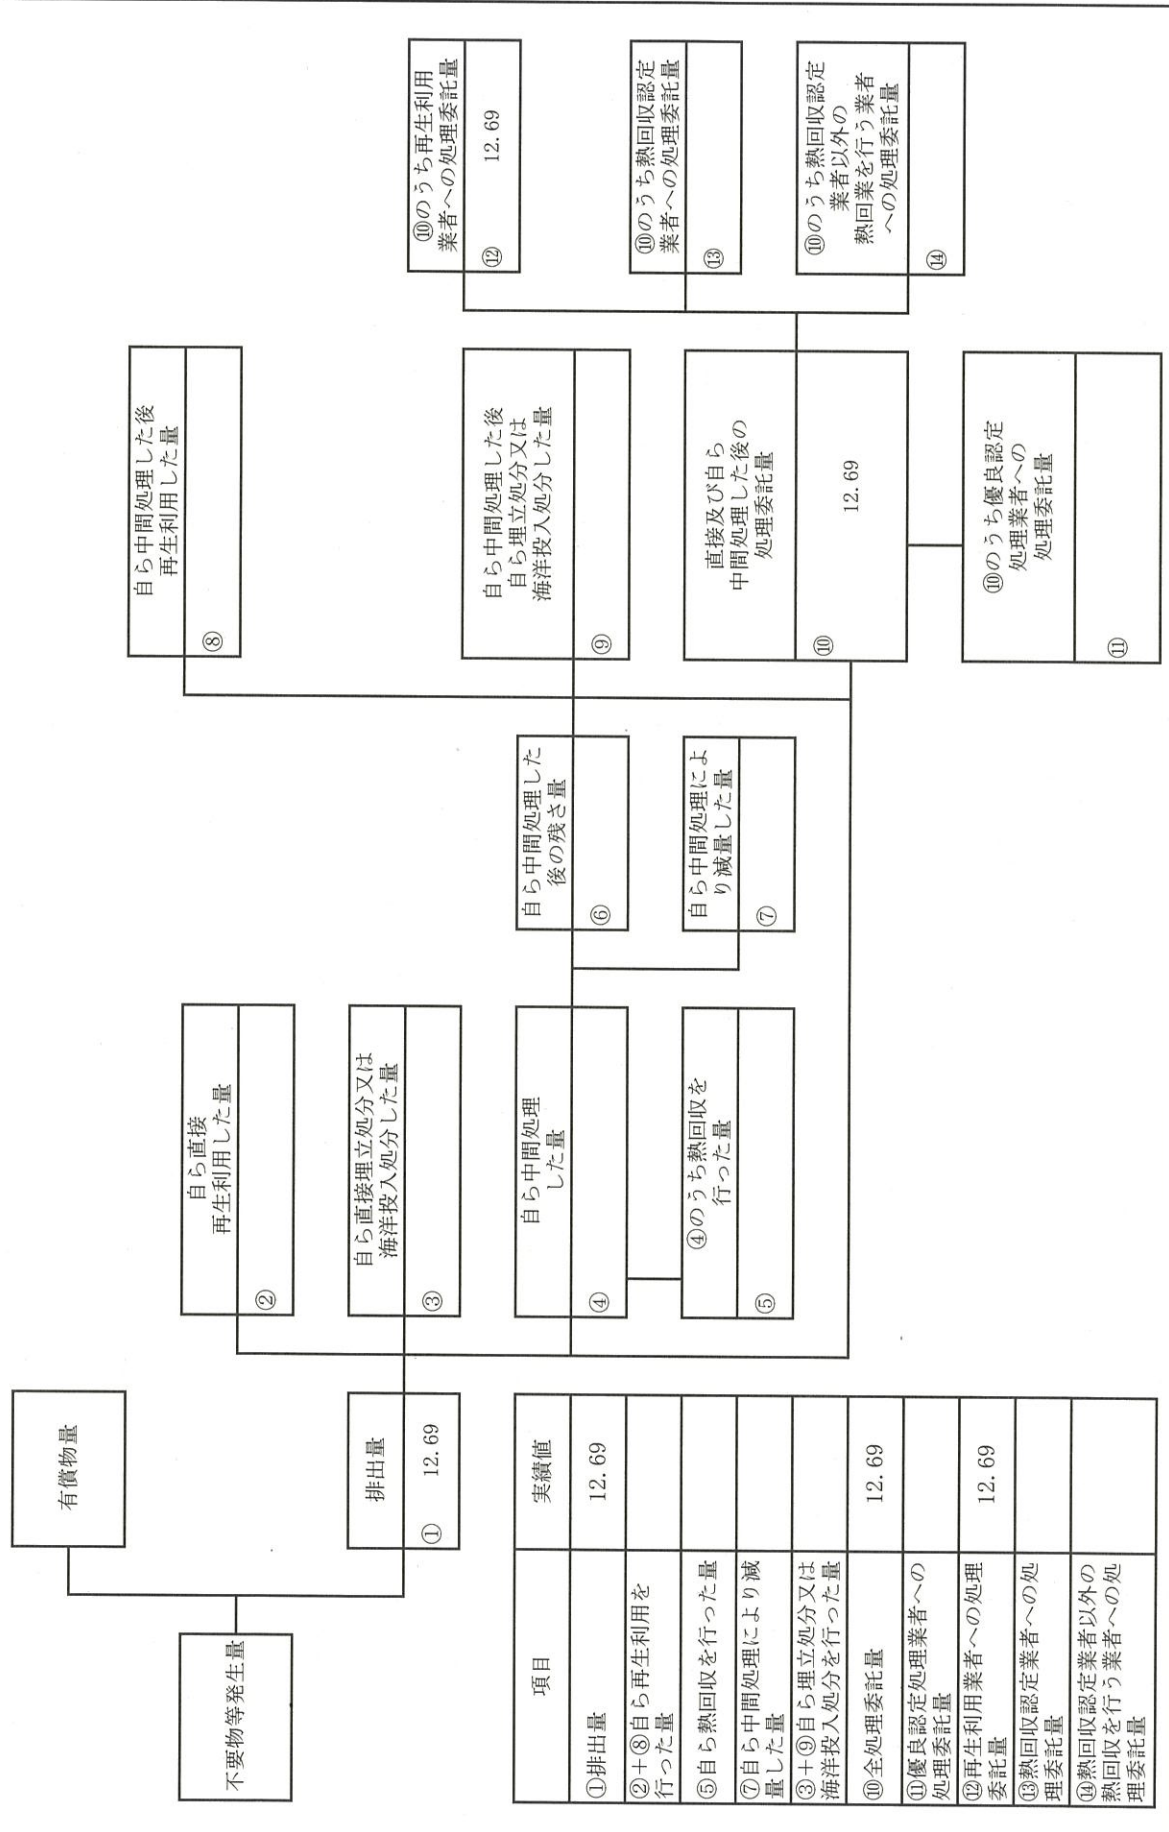 不要物等発生量
有償物量
排出量
① 12.69
自ら直接
再生利用した量
②
自ら直接埋立処分又は
海洋投入処分した量
③
自ら中間処理
した量
④
④のうち熱回収を
行った量
⑤
自ら中間処理した
後の残さ量
⑥
自ら中間処理によ
り減量した量
⑦
自ら中間処理した後
再生利用した量
⑧
自ら中間処理した後
自ら埋立処分又は
海洋投入処分した量
⑨
直接及び自ら
中間処理した後の
処理委託量
⑩ 12.69
⑩のうち優良認定
処理業者への
処理委託量
⑪
⑩のうち再生利用
業者への処理委託量
⑫ 12.69
⑩のうち熱回収認定
業者への処理委託量
⑬
⑩のうち熱回収認定
業者以外の
熱回業を行う業者
への処理委託量
⑭
項目 実績値
①排出量 12.69
②+⑧自ら再生利用を
行った量
⑤自ら熱回収を行った量
⑦自ら中間処理により減
量した量
③+⑨自ら埋立処分又は
海洋投入処分を行った量
⑩全処理委託量 12.69
⑪優良認定処理業者への
処理委託量
⑫再生利用業者への処理
委託量 12.69
⑬熱回収認定業者への処
理委託量
⑭熱回収認定業者以外の
熱回収を行う業者への処
理委託量